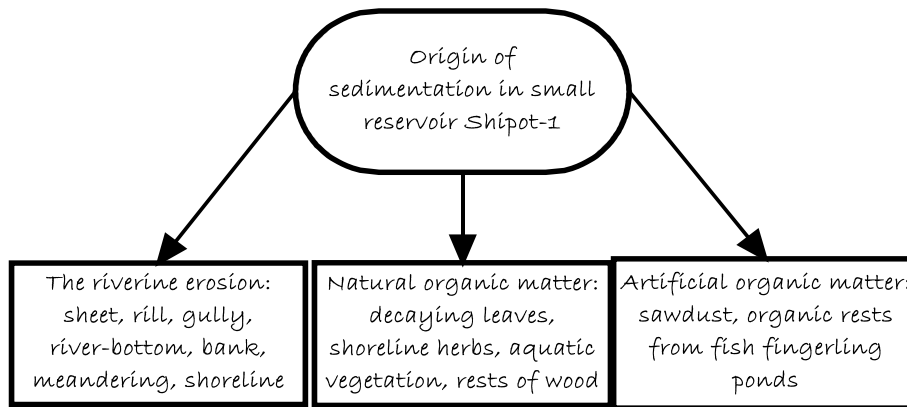 Origin of
sedimentation in small
reservoir Shipot-1
The riverine erosion:
sheet, rill, gully,
river-bottom, bank,
meandering, shoreline
Natural organic matter:
decaying leaves,
shoreline herbs, aquatic
vegetation, rests of wood
Artificial organic matter:
sawdust, organic rests
from fish fingerling
ponds